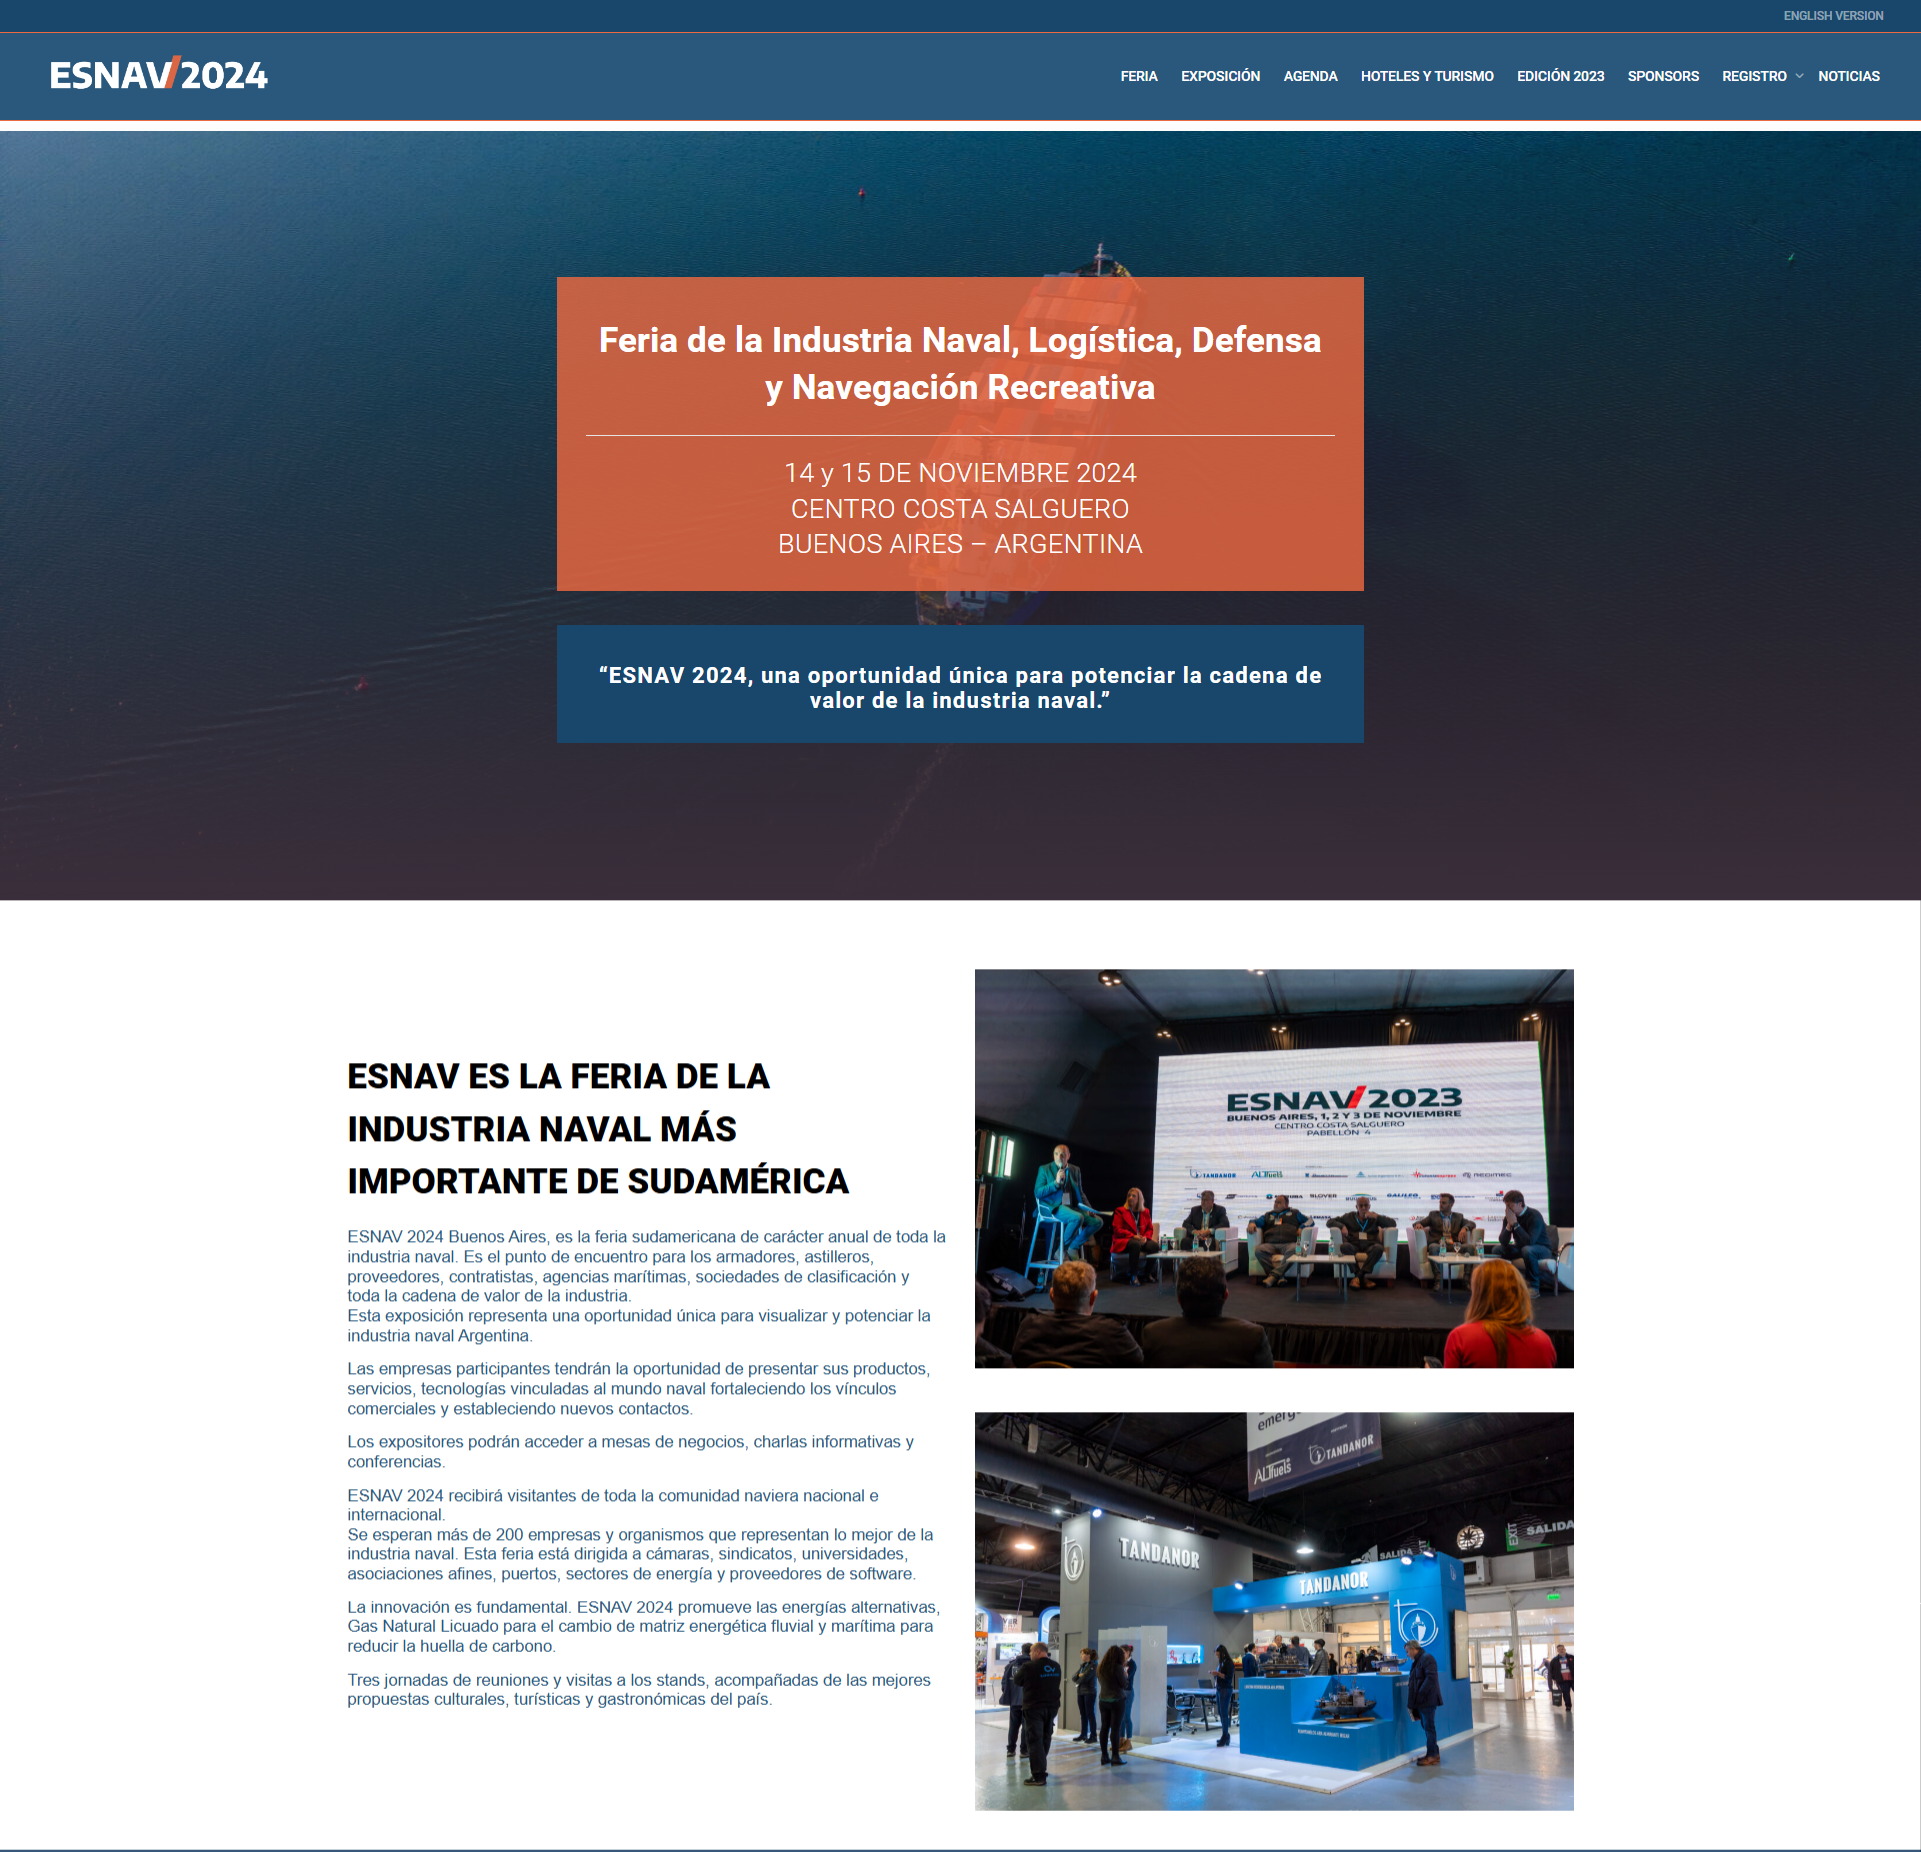 ENGLISH VERSION
ESNAV/2024
FERIA EXPOSICIÓN AGENDA HOTELES Y TURISMO EDICIÓN 2023 SPONSORS REGISTRO NOTICIAS
Feria de la Industria Naval, Logística, Defensa
y Navegación Recreativa
14 y 15 DE NOVIEMBRE 2024
CENTRO COSTA SALGUERO
BUENOS AIRES – ARGENTINA
“ESNAV 2024, una oportunidad única para potenciar la cadena de
valor de la industria naval.”
ESNAV ES LA FERIA DE LA
INDUSTRIA NAVAL MÁS
IMPORTANTE DE SUDAMÉRICA
ESNAV 2024 Buenos Aires, es la feria sudamericana de carácter anual de toda la
industria naval. Es el punto de encuentro para los armadores, astilleros,
proveedores, contratistas, agencias marítimas, sociedades de clasificación y
toda la cadena de valor de la industria.
Esta exposición representa una oportunidad única para visualizar y potenciar la
industria naval Argentina.
Las empresas participantes tendrán la oportunidad de presentar sus productos,
servicios, tecnologías vinculadas al mundo naval fortaleciendo los vínculos
comerciales y estableciendo nuevos contactos.
Los expositores podrán acceder a mesas de negocios, charlas informativas y
conferencias.
ESNAV 2024 recibirá visitantes de toda la comunidad naviera nacional e
internacional.
Se esperan más de 200 empresas y organismos que representan lo mejor de la
industria naval. Esta feria está dirigida a cámaras, sindicatos, universidades,
asociaciones afines, puertos, sectores de energía y proveedores de software.
La innovación es fundamental. ESNAV 2024 promueve las energías alternativas,
Gas Natural Licuado para el cambio de matriz energética fluvial y marítima para
reducir la huella de carbono.
Tres jornadas de reuniones y visitas a los stands, acompañadas de las mejores
propuestas culturales, turísticas y gastronómicas del país.
ESNAV/2023
BUENOS AIRES, 1, 2 Y 3 DE NOVIEMBRE
CENTRO COSTA SALGUERO
PABELLÓN 4
TANDANOR ALTfuels REDIMEC
GALILEO
ALTfuels TANDANOR
EXIT SALIDA
SALIDA
TANDANOR
TANDANOR